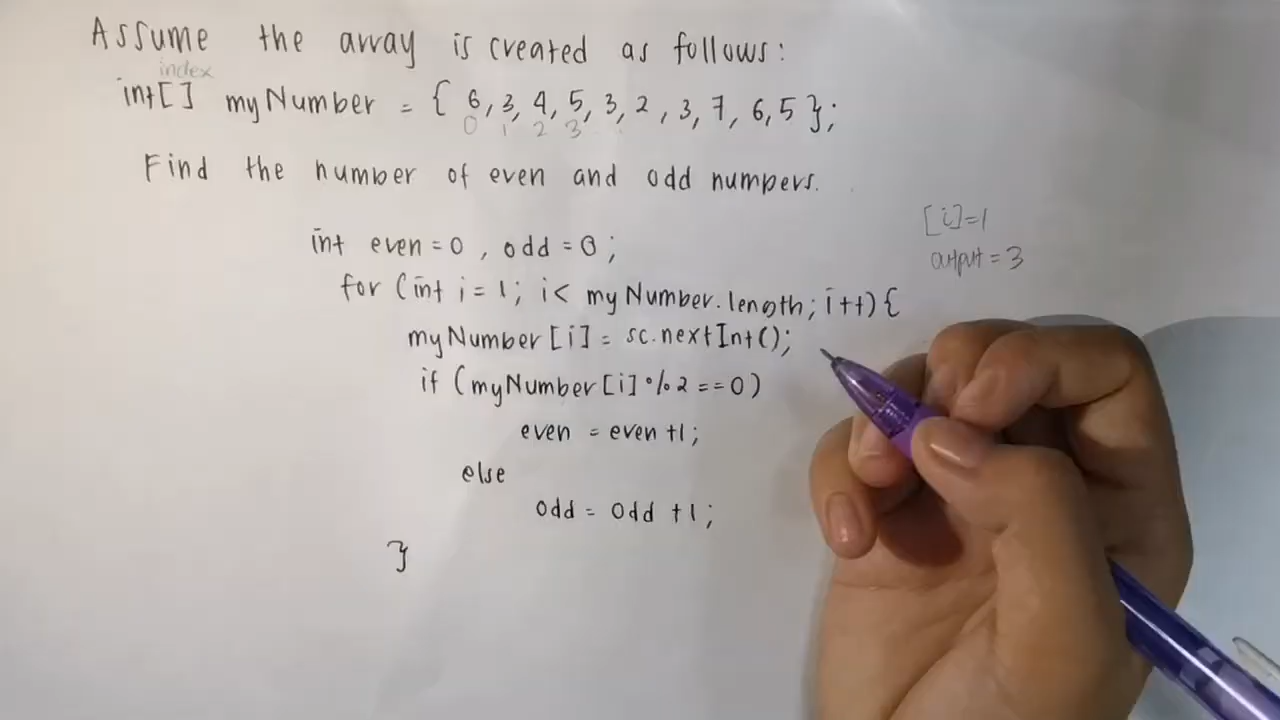 Assume the array is created as follows:
index
int[] myNumber = { 6, 3, 4, 5, 3, 2, 3, 7, 6, 5 };
0 1 2 3
Find the number of even and odd numbers.
[i]=1
output = 3
int even = 0, odd = 0;
for (int i = 1; i < myNumber.length; i++) {
myNumber [i] = sc.nextInt();
if (myNumber [i] % 2 == 0)
even = even +1;
else
odd = odd +1;
}